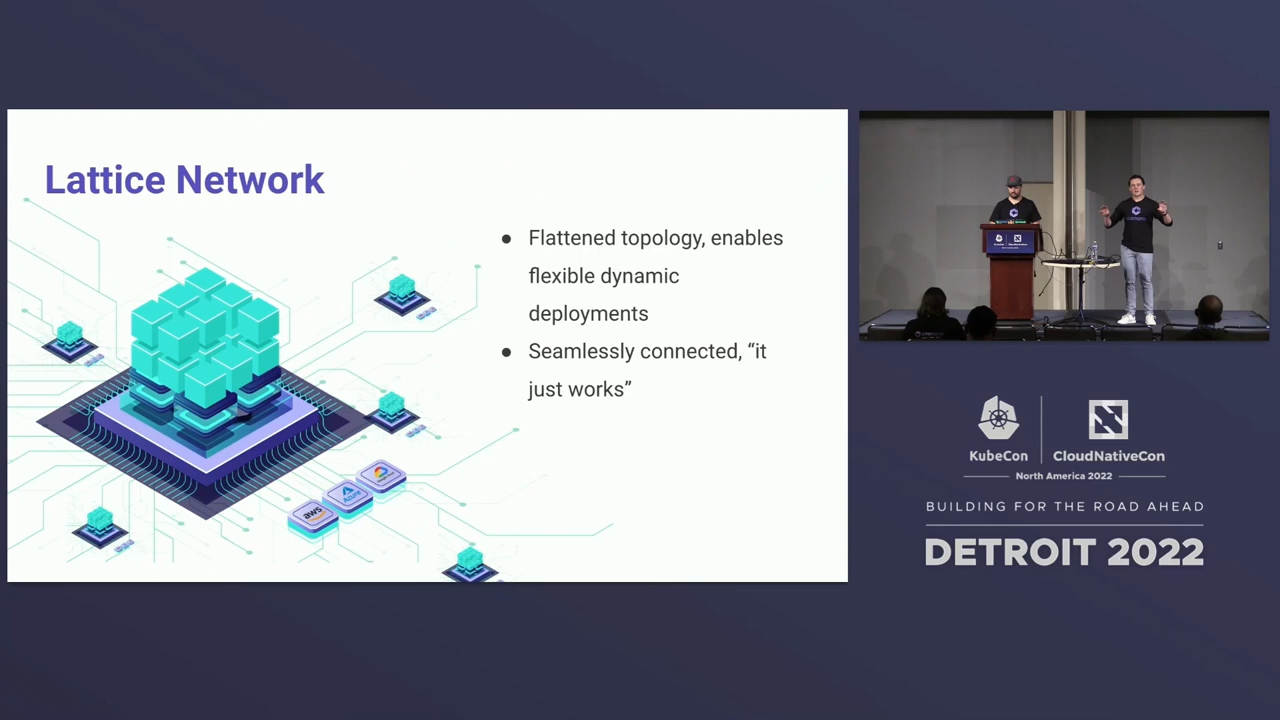 Lattice Network
● Flattened topology, enables
flexible dynamic
deployments
● Seamlessly connected, “it
just works”
aws
Azure
KubeCon
CloudNativeCon
North America 2022
BUILDING FOR THE ROAD AHEAD
DETROIT 2022